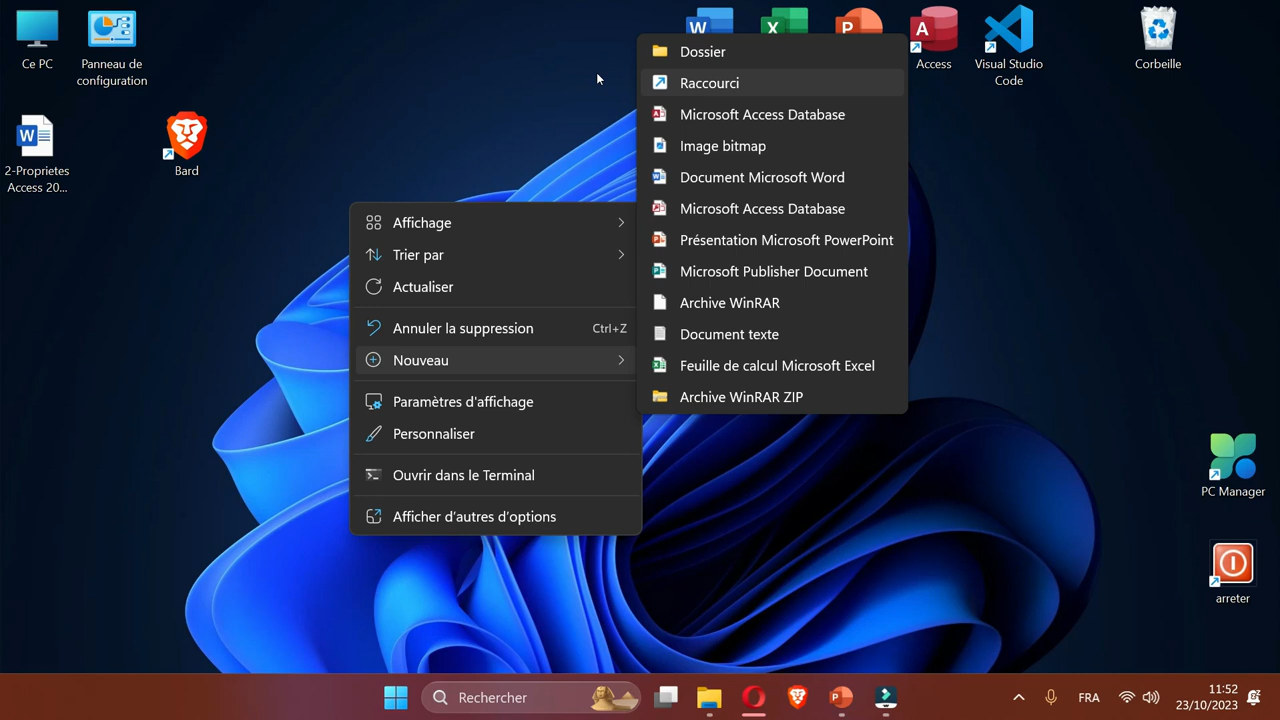 Ce PC
Panneau de
configuration
Access
Visual Studio
Code
Corbeille
2-Proprietes
Access 20...
Bard
Affichage
Trier par
Actualiser
Annuler la suppression Ctrl+Z
Nouveau
Paramètres d'affichage
Personnaliser
Ouvrir dans le Terminal
Afficher d'autres d'options
Dossier
Raccourci
Microsoft Access Database
Image bitmap
Document Microsoft Word
Microsoft Access Database
Présentation Microsoft PowerPoint
Microsoft Publisher Document
Archive WinRAR
Document texte
Feuille de calcul Microsoft Excel
Archive WinRAR ZIP
PC Manager
arreter
Rechercher
FRA
11:52
23/10/2023